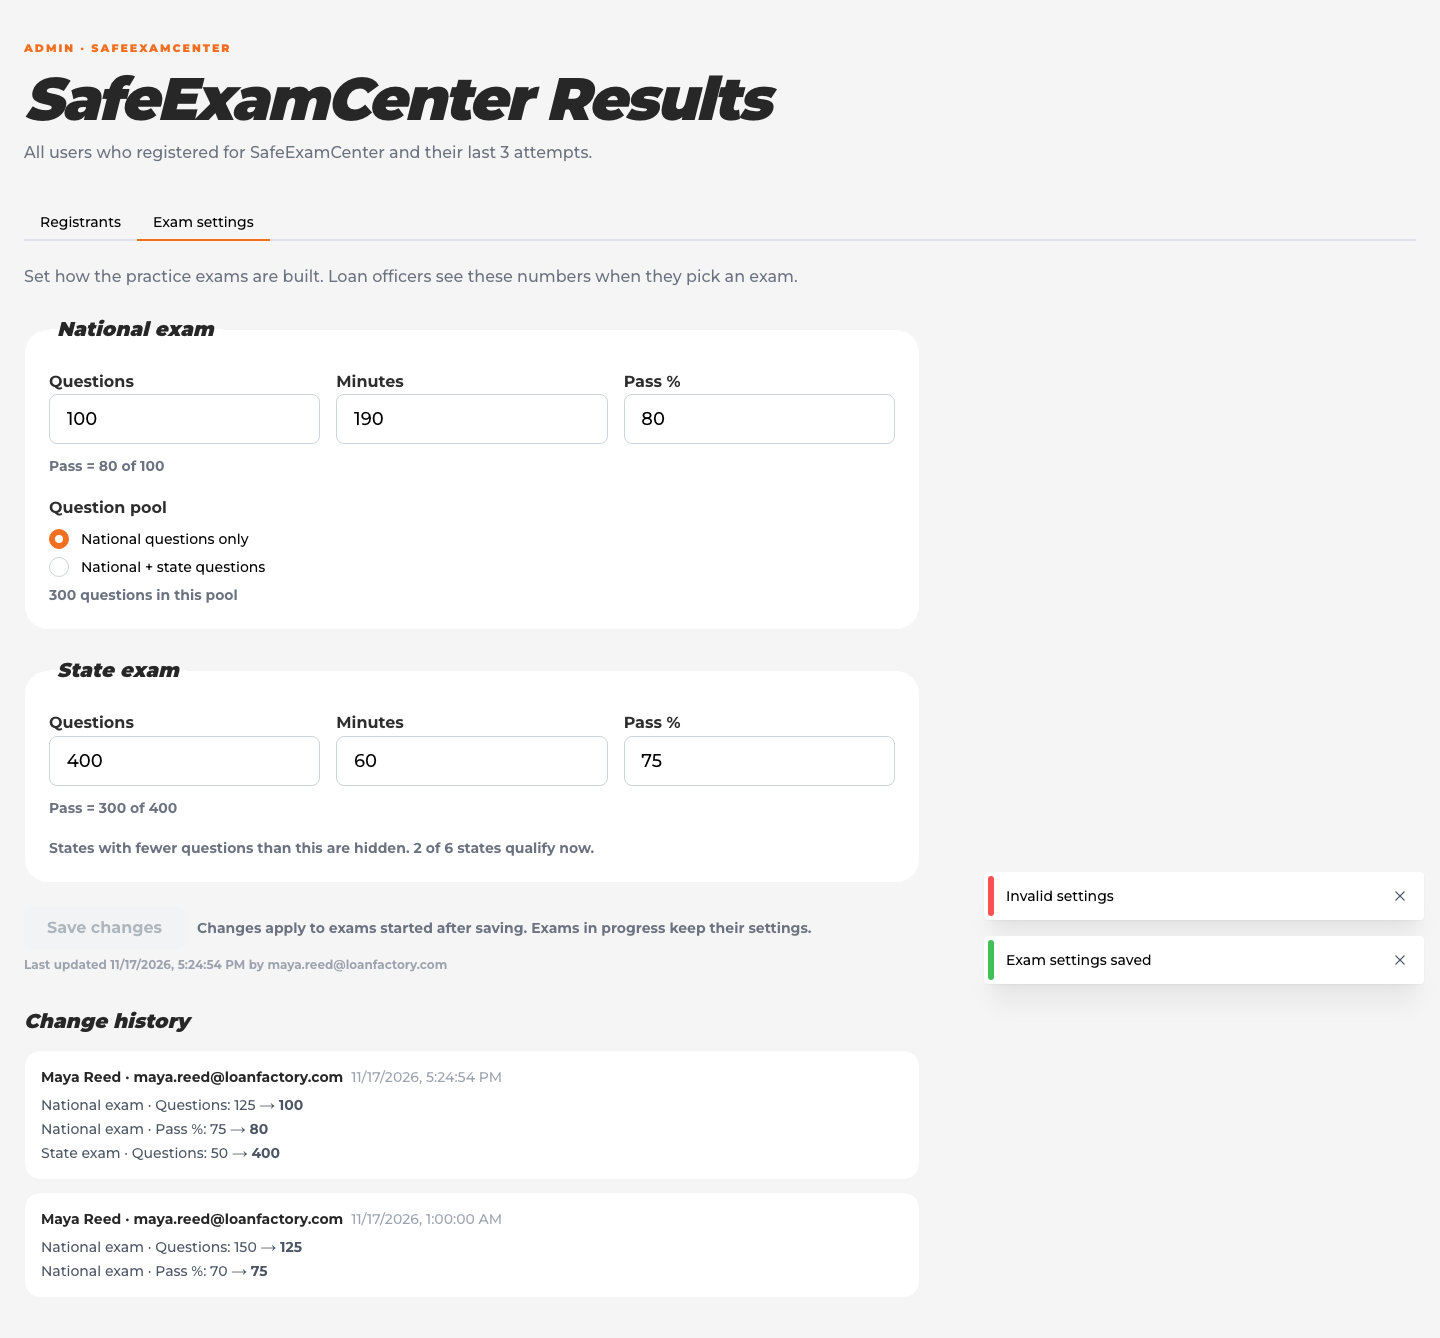 ADMIN · SAFEEXAMCENTER
SafeExamCenter Results
All users who registered for SafeExamCenter and their last 3 attempts.
Registrants
Exam settings
Set how the practice exams are built. Loan officers see these numbers when they pick an exam.
National exam
Questions
Minutes
Pass %
100
190
80
Pass = 80 of 100
Question pool
National questions only
National + state questions
300 questions in this pool
State exam
Questions
Minutes
Pass %
400
60
75
Pass = 300 of 400
States with fewer questions than this are hidden. 2 of 6 states qualify now.
Save changes
Changes apply to exams started after saving. Exams in progress keep their settings.
Last updated 11/17/2026, 5:24:54 PM by maya.reed@loanfactory.com
Invalid settings
Exam settings saved
Change history
Maya Reed · maya.reed@loanfactory.com 11/17/2026, 5:24:54 PM
National exam · Questions: 125 → 100
National exam · Pass %: 75 → 80
State exam · Questions: 50 → 400
Maya Reed · maya.reed@loanfactory.com 11/17/2026, 1:00:00 AM
National exam · Questions: 150 → 125
National exam · Pass %: 70 → 75